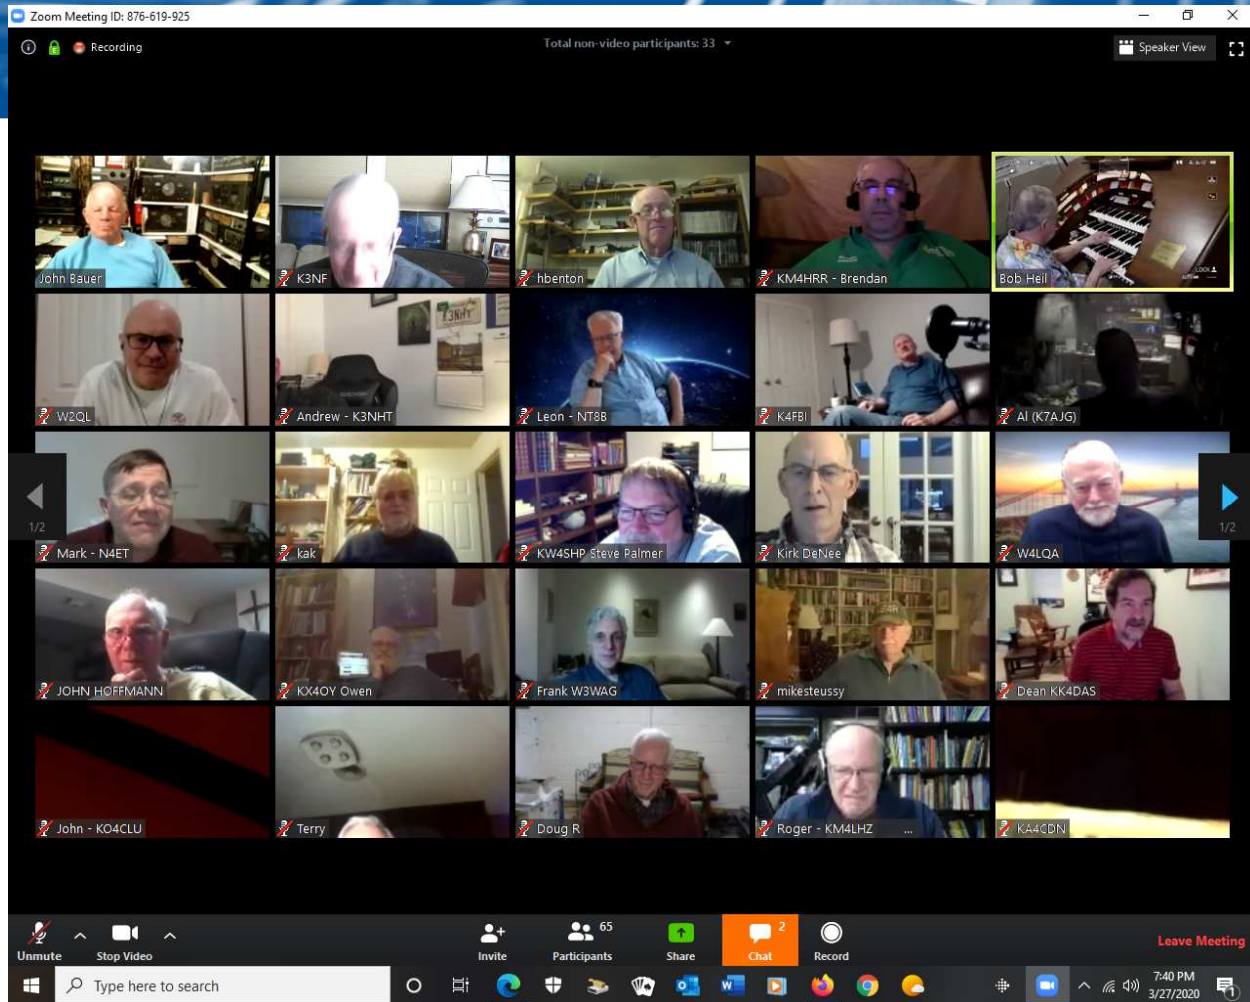 Zoom Meeting ID: 876-619-925
Recording
Total non-video participants: 33
Speaker View
John Bauer
K3NF
hbenton
KM4HRR - Brendan
LOCK
Bob Heil
3NHT
W2QL
Andrew - K3NHT
Leon - NT8B
K4FBI
Al (K7AJG)
1/2
1/2
Mark - N4ET
kak
KW4SHP Steve Palmer
Kirk DeNee
W4LQA
JOHN HOFFMANN
KX4OY Owen
Frank W3WAG
mikesteussy
Dean KK4DAS
John - KO4CLU
Terry
Doug R
Roger - KM4LHZ ...
KA4CDN
65
2
Unmute
Stop Video
Invite
Participants
Share
Chat
Record
Leave Meeting
Type here to search
7:40 PM
3/27/2020
1